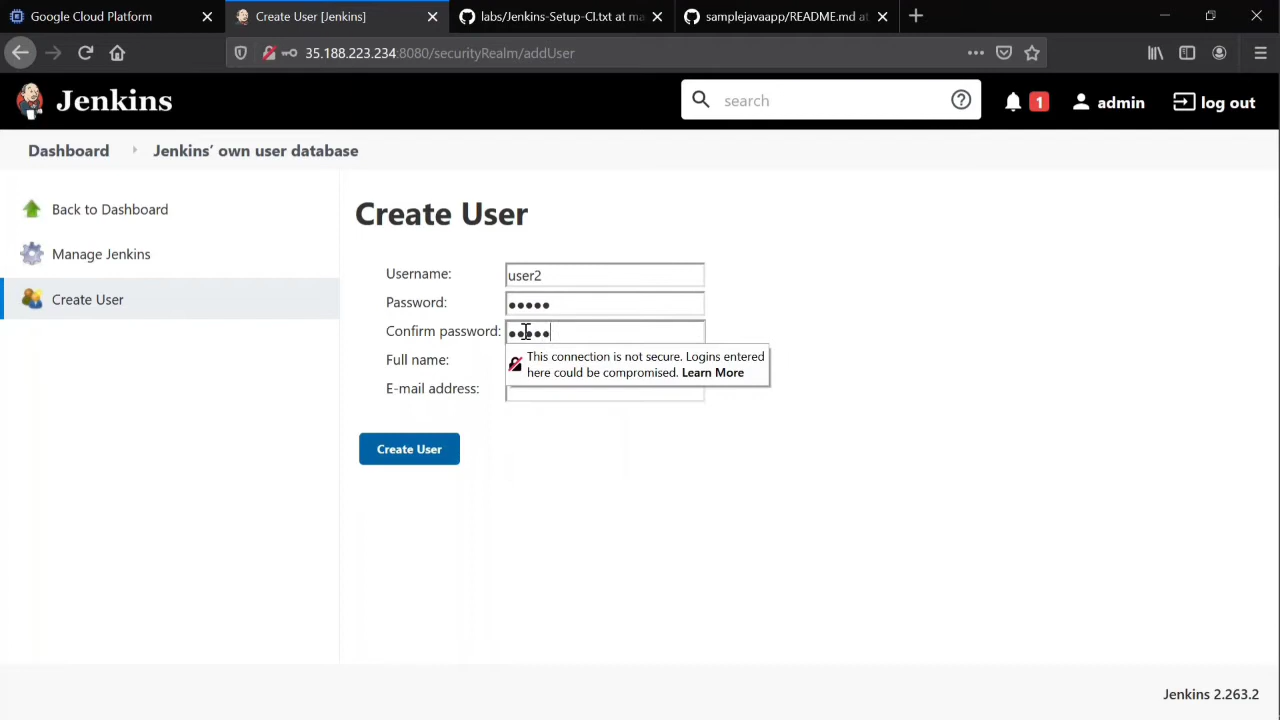 Google Cloud Platform
Create User [Jenkins]
labs/Jenkins-Setup-CI.txt at ma
samplejavaapp/README.md at
35.188.223.234:8080/securityRealm/addUser
Jenkins
search
1
admin
log out
Dashboard
Jenkins’ own user database
Back to Dashboard
Manage Jenkins
Create User
Create User
Username:
user2
Password:
•••••
Confirm password:
•••••
This connection is not secure. Logins entered
here could be compromised. Learn More
Full name:
E-mail address:
Create User
Jenkins 2.263.2